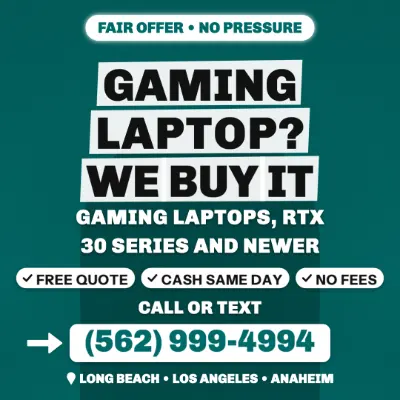 FAIR OFFER • NO PRESSURE
GAMING
LAPTOP?
WE BUY IT
GAMING LAPTOPS, RTX
30 SERIES AND NEWER
✓ FREE QUOTE ✓ CASH SAME DAY ✓ NO FEES
CALL OR TEXT
(562) 999-4994
LONG BEACH • LOS ANGELES • ANAHEIM